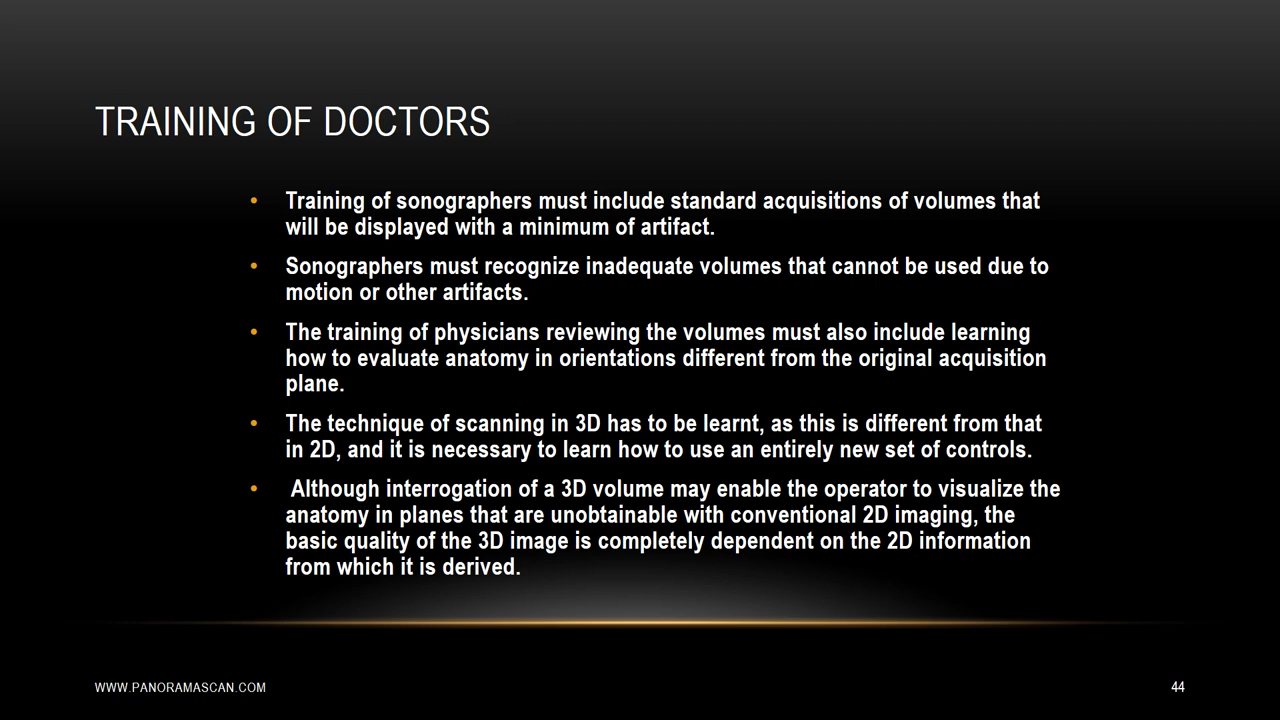 TRAINING OF DOCTORS
• Training of sonographers must include standard acquisitions of volumes that
will be displayed with a minimum of artifact.
• Sonographers must recognize inadequate volumes that cannot be used due to
motion or other artifacts.
• The training of physicians reviewing the volumes must also include learning
how to evaluate anatomy in orientations different from the original acquisition
plane.
• The technique of scanning in 3D has to be learnt, as this is different from that
in 2D, and it is necessary to learn how to use an entirely new set of controls.
• Although interrogation of a 3D volume may enable the operator to visualize the
anatomy in planes that are unobtainable with conventional 2D imaging, the
basic quality of the 3D image is completely dependent on the 2D information
from which it is derived.
WWW.PANORAMASCAN.COM
44